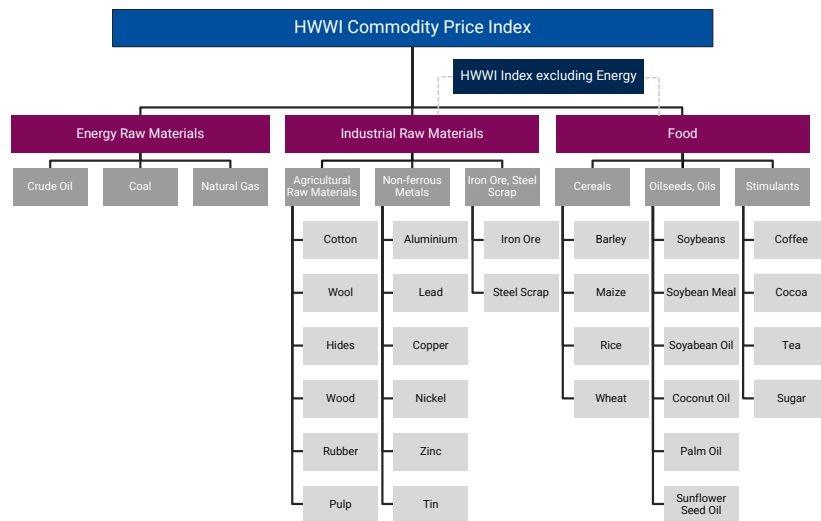 HWWI Commodity Price Index
HWWI Index excluding Energy
Energy Raw Materials
Industrial Raw Materials
Food
Crude Oil
Coal
Natural Gas
Agricultural
Raw Materials
Non-ferrous
Metals
Iron Ore, Steel
Scrap
Cereals
Oilseeds, Oils
Stimulants
Cotton
Aluminium
Iron Ore
Barley
Soybeans
Coffee
Wool
Lead
Steel Scrap
Maize
Soybean Meal
Cocoa
Hides
Copper
Rice
Soyabean Oil
Tea
Wood
Nickel
Wheat
Coconut Oil
Sugar
Rubber
Zinc
Palm Oil
Pulp
Tin
Sunflower
Seed Oil